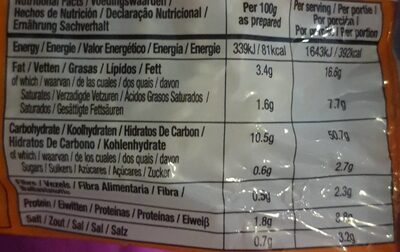 Nutritional Facts / Voedingswaarden /
Hechos de Nutrición / Declaração Nutricional /
Ernährung Sachverhalt
Per 100g
as prepared
Per serving / Per portie /
Por porción /
Per portion
Energy / Energie / Valor Energético / Energia / Energie 339kJ / 81kcal 1643kJ / 392kcal
Fat / Vetten / Grasas / Lípidos / Fett 3.4g 16.6g
of which / waarvan / de las cuales / dos quais / davon
Saturates / Verzadigde Vetzuren / Ácidos Grasos Saturados /
Saturados / Gesättigte Fettsäuren 1.6g 7.7g
Carbohydrate / Koolhydraten / Hidratos De Carbon /
Hidratos De Carbono / Kohlenhydrate 10.5g 50.7g
of which / waarvan / de los cuales / dos quais / davon
Sugars / Suikers / Azúcares / Açúcares / Zucker 0.6g 2.7g
Fibre / Vezels / Fibra Alimentaria / Fibra / 0.5g 2.3g
Protein / Eiwitten / Proteinas / Proteínas / Eiweiß 1.8g 8.8g
Salt / Zout / Sal / Sal / Salz 0.7g 3.2g